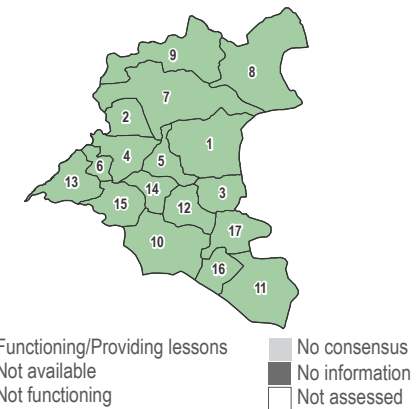 9
8
7
2
1
4
5
6
13
14
3
15
12
17
10
16
11
Functioning/Providing lessons
Not available
Not functioning
No consensus
No information
Not assessed